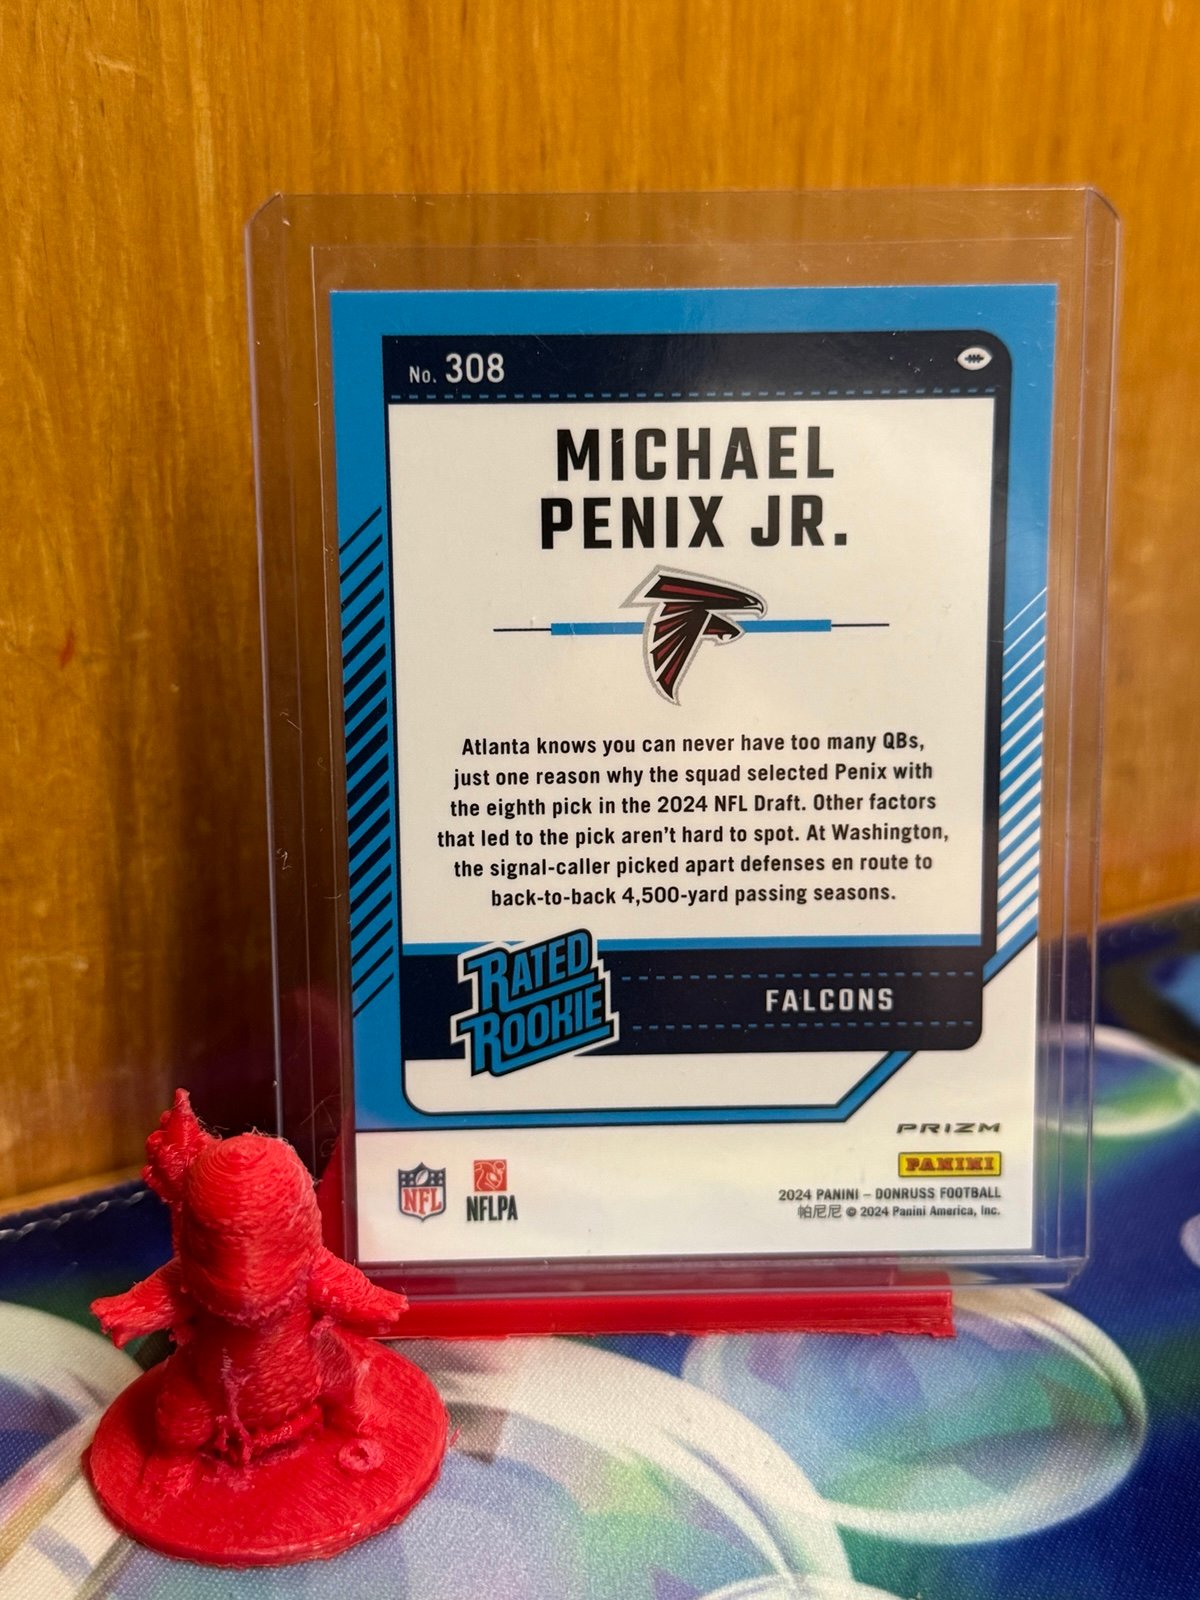 No. 308
MICHAEL
PENIX JR.
Atlanta knows you can never have too many QBs,
just one reason why the squad selected Penix with
the eighth pick in the 2024 NFL Draft. Other factors
that led to the pick aren't hard to spot. At Washington,
the signal-caller picked apart defenses en route to
back-to-back 4,500-yard passing seasons.
RATED
ROOKIE
FALCONS
PRIZM
PANINI
NFL
NFLPA
2024 PANINI – DONRUSS FOOTBALL
帕尼尼 © 2024 Panini America, Inc.